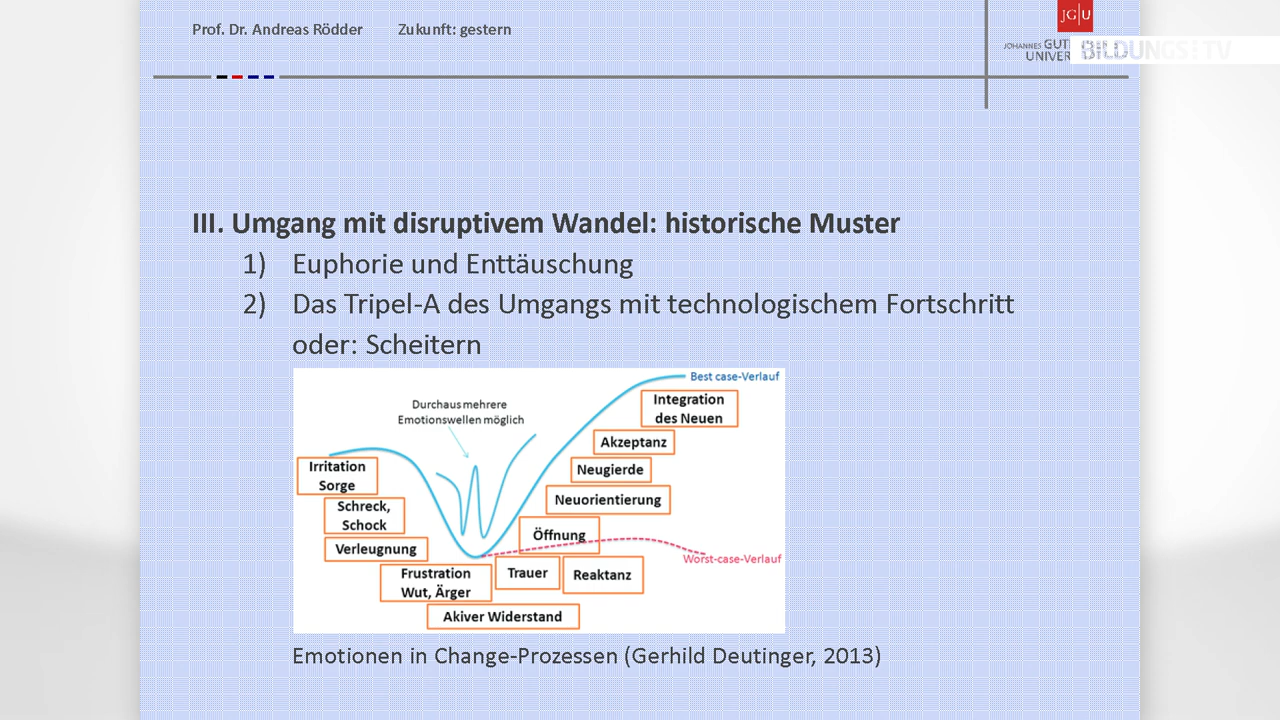 Prof. Dr. Andreas Rödder Zukunft: gestern
JG|U
BILDUNGS TV
III. Umgang mit disruptivem Wandel: historische Muster
1) Euphorie und Enttäuschung
2) Das Tripel-A des Umgangs mit technologischem Fortschritt
oder: Scheitern
Best case-Verlauf
Durchaus mehrere
Emotionswellen möglich
Integration
des Neuen
Akzeptanz
Neugierde
Neuorientierung
Öffnung
Irritation
Sorge
Schreck,
Schock
Verleugnung
Frustration
Wut, Ärger
Trauer
Reaktanz
Worst-case-Verlauf
Akiver Widerstand
Emotionen in Change-Prozessen (Gerhild Deutinger, 2013)